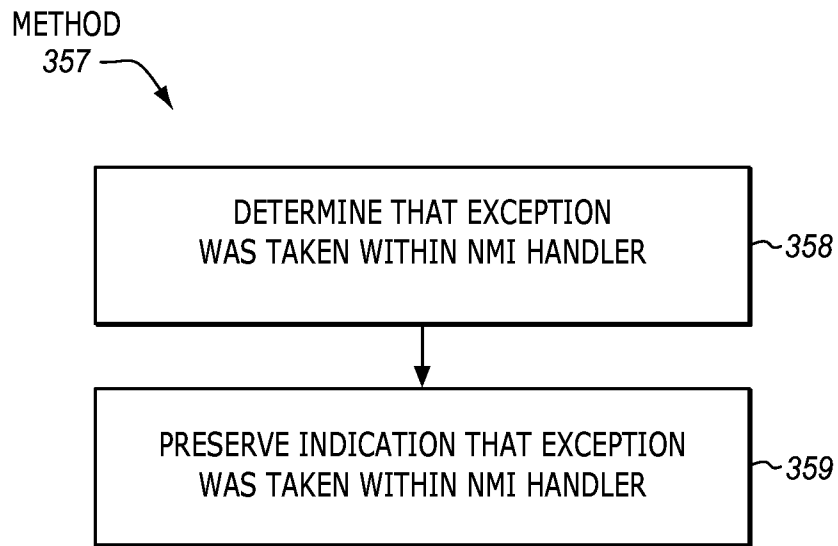 METHOD
357
DETERMINE THAT EXCEPTION
WAS TAKEN WITHIN NMI HANDLER
358
PRESERVE INDICATION THAT EXCEPTION
WAS TAKEN WITHIN NMI HANDLER
359